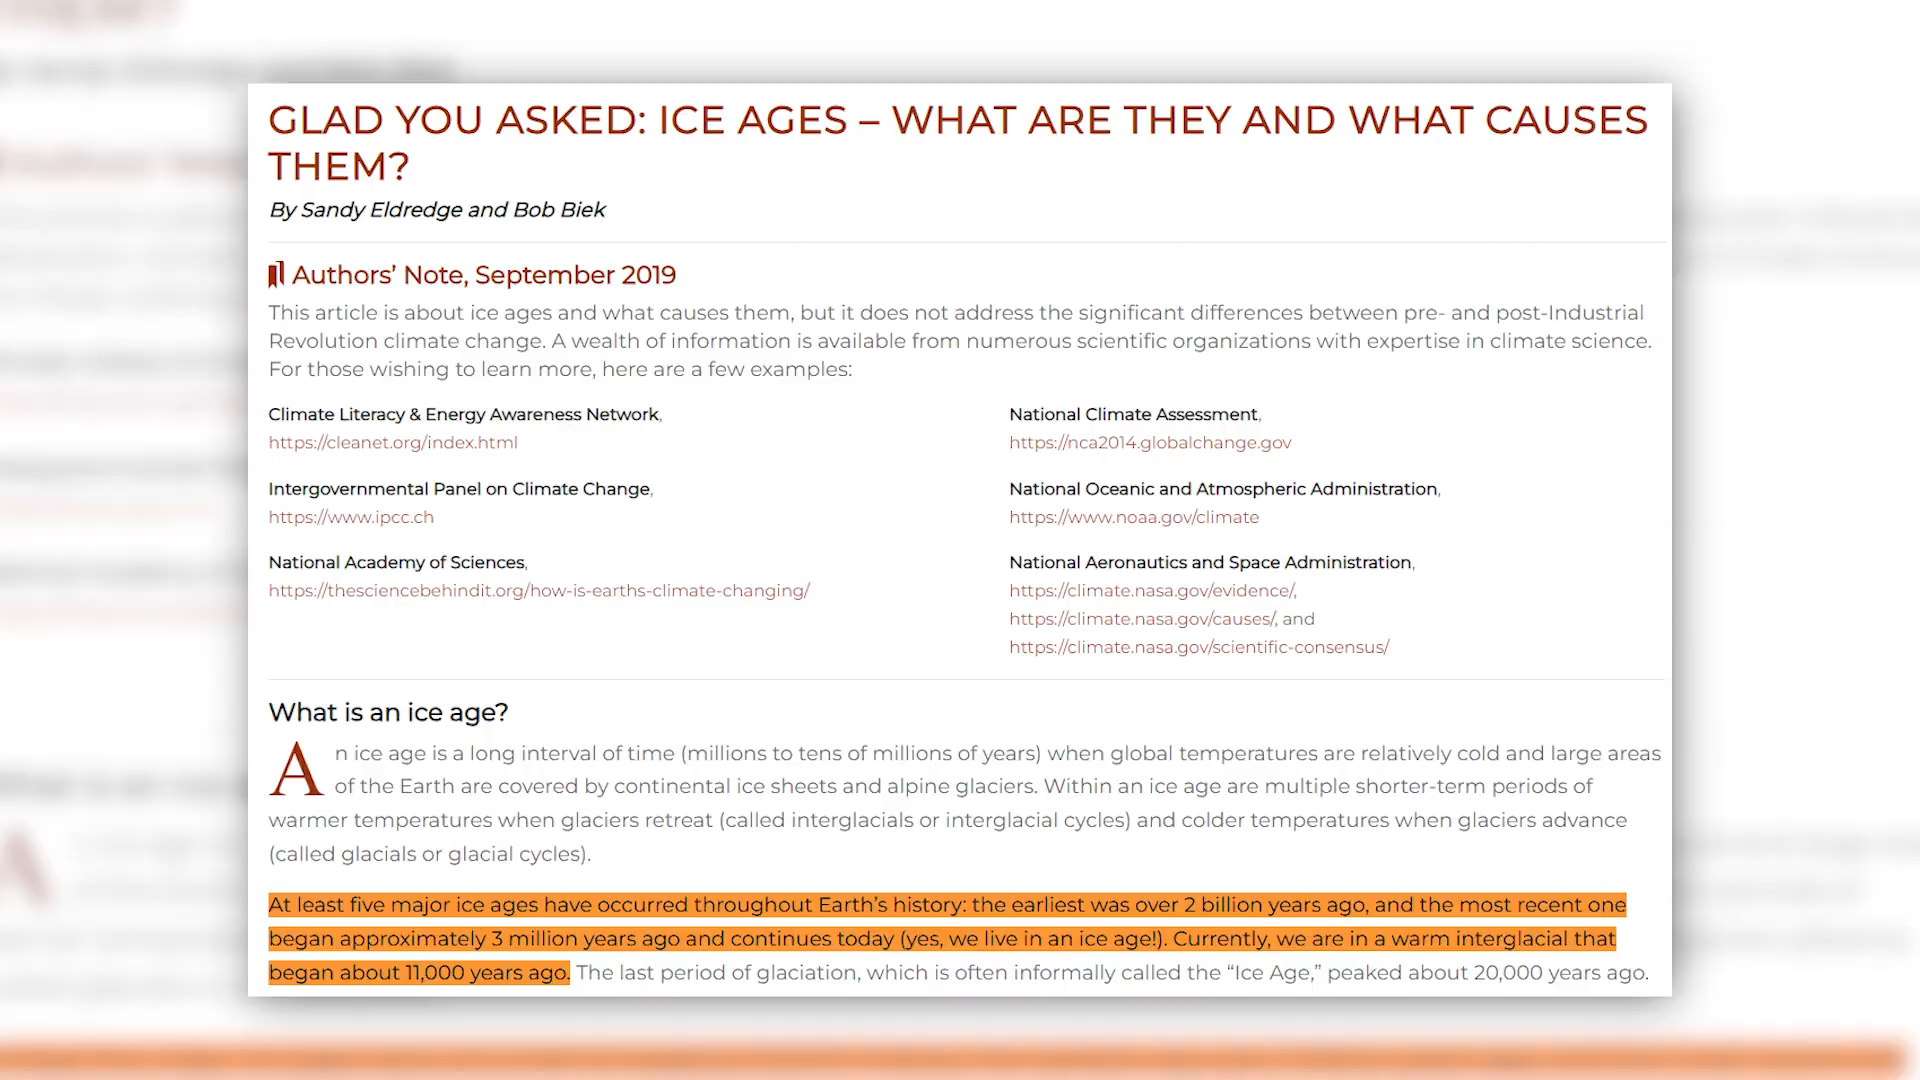 GLAD YOU ASKED: ICE AGES – WHAT ARE THEY AND WHAT CAUSES
THEM?
By Sandy Eldredge and Bob Biek
Authors' Note, September 2019
This article is about ice ages and what causes them, but it does not address the significant differences between pre- and post-Industrial
Revolution climate change. A wealth of information is available from numerous scientific organizations with expertise in climate science.
For those wishing to learn more, here are a few examples:
Climate Literacy & Energy Awareness Network,
https://cleanet.org/index.html
Intergovernmental Panel on Climate Change,
https://www.ipcc.ch
National Academy of Sciences,
https://thesciencebehindit.org/how-is-earths-climate-changing/
National Climate Assessment,
https://nca2014.globalchange.gov
National Oceanic and Atmospheric Administration,
https://www.noaa.gov/climate
National Aeronautics and Space Administration,
https://climate.nasa.gov/evidence/,
https://climate.nasa.gov/causes/, and
https://climate.nasa.gov/scientific-consensus/
What is an ice age?
An ice age is a long interval of time (millions to tens of millions of years) when global temperatures are relatively cold and large areas
of the Earth are covered by continental ice sheets and alpine glaciers. Within an ice age are multiple shorter-term periods of
warmer temperatures when glaciers retreat (called interglacials or interglacial cycles) and colder temperatures when glaciers advance
(called glacials or glacial cycles).
At least five major ice ages have occurred throughout Earth's history: the earliest was over 2 billion years ago, and the most recent one
began approximately 3 million years ago and continues today (yes, we live in an ice age!). Currently, we are in a warm interglacial that
began about 11,000 years ago. The last period of glaciation, which is often informally called the “Ice Age,” peaked about 20,000 years ago.